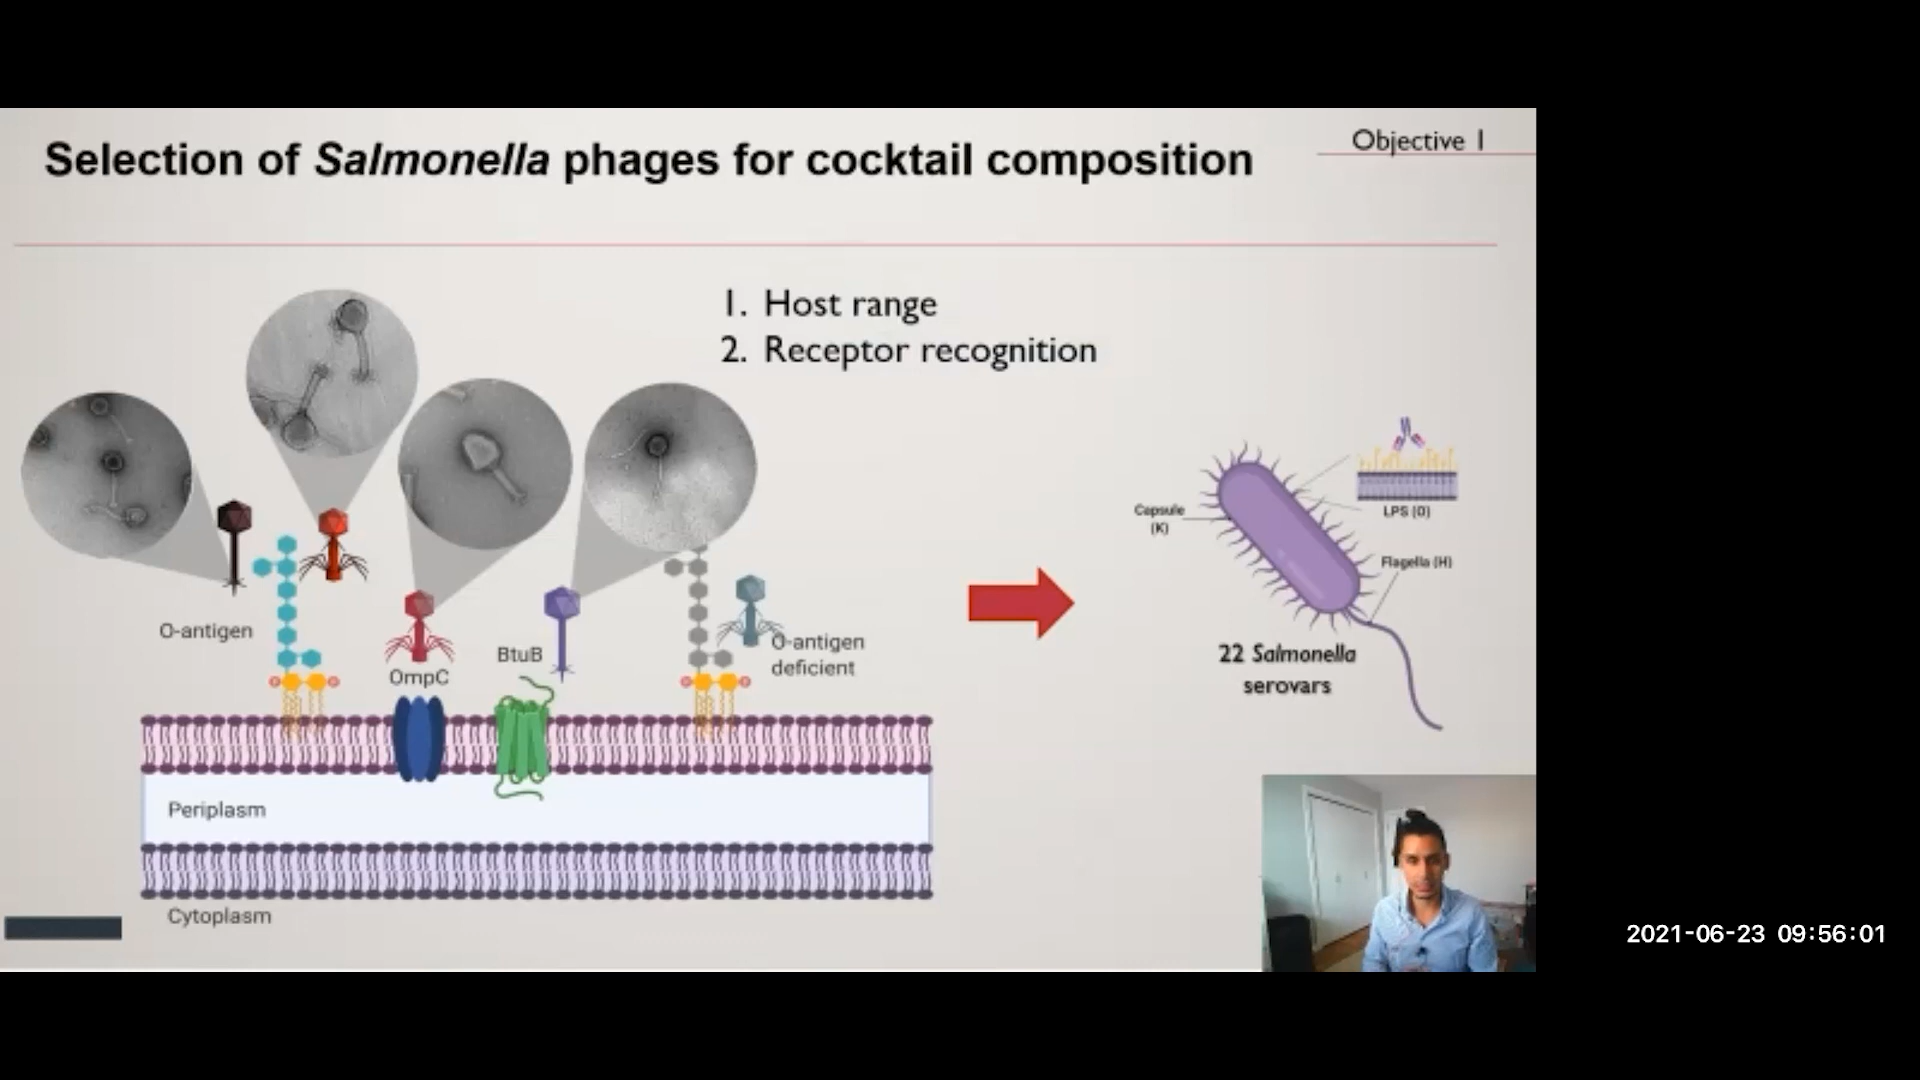 Objective 1
Selection of Salmonella phages for cocktail composition
1. Host range
2. Receptor recognition
O-antigen
OmpC
BtuB
O-antigen
deficient
P P
P P
Periplasm
Cytoplasm
Capsule
(K)
LPS (O)
Flagella (H)
22 Salmonella
serovars
2021-06-23 09:56:01